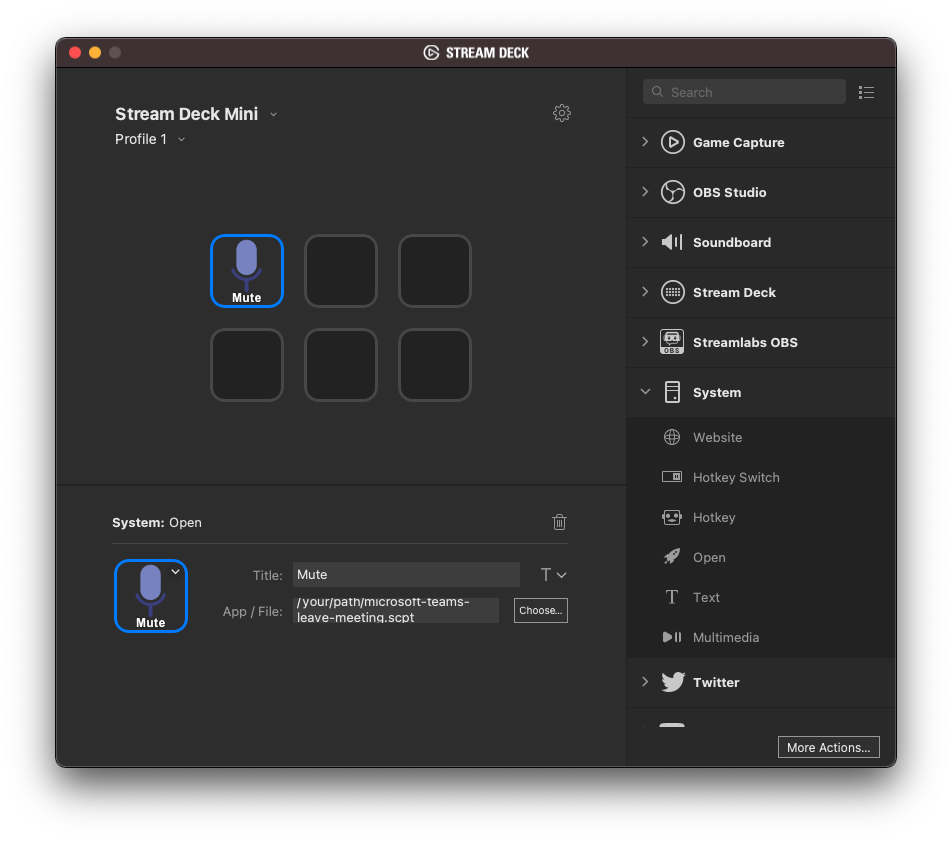 STREAM DECK
Stream Deck Mini
Profile 1
Mute
System: Open
Mute
Title: Mute
T
App / File: /your/path/microsoft-teams-
leave-meeting.scpt
Choose...
Search
Game Capture
OBS Studio
Soundboard
Stream Deck
OBS
Streamlabs OBS
System
Website
H
Hotkey Switch
Hotkey
Open
T
Text
Multimedia
Twitter
More Actions...